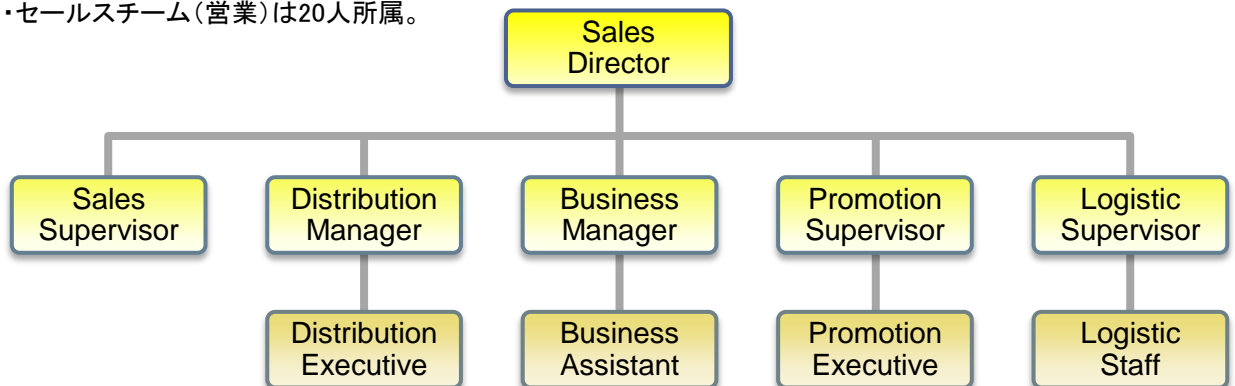 ・セールスチーム（営業）は20人所属。
Sales
Director
Sales
Supervisor
Distribution
Manager
Business
Manager
Promotion
Supervisor
Logistic
Supervisor
Distribution
Executive
Business
Assistant
Promotion
Executive
Logistic
Staff